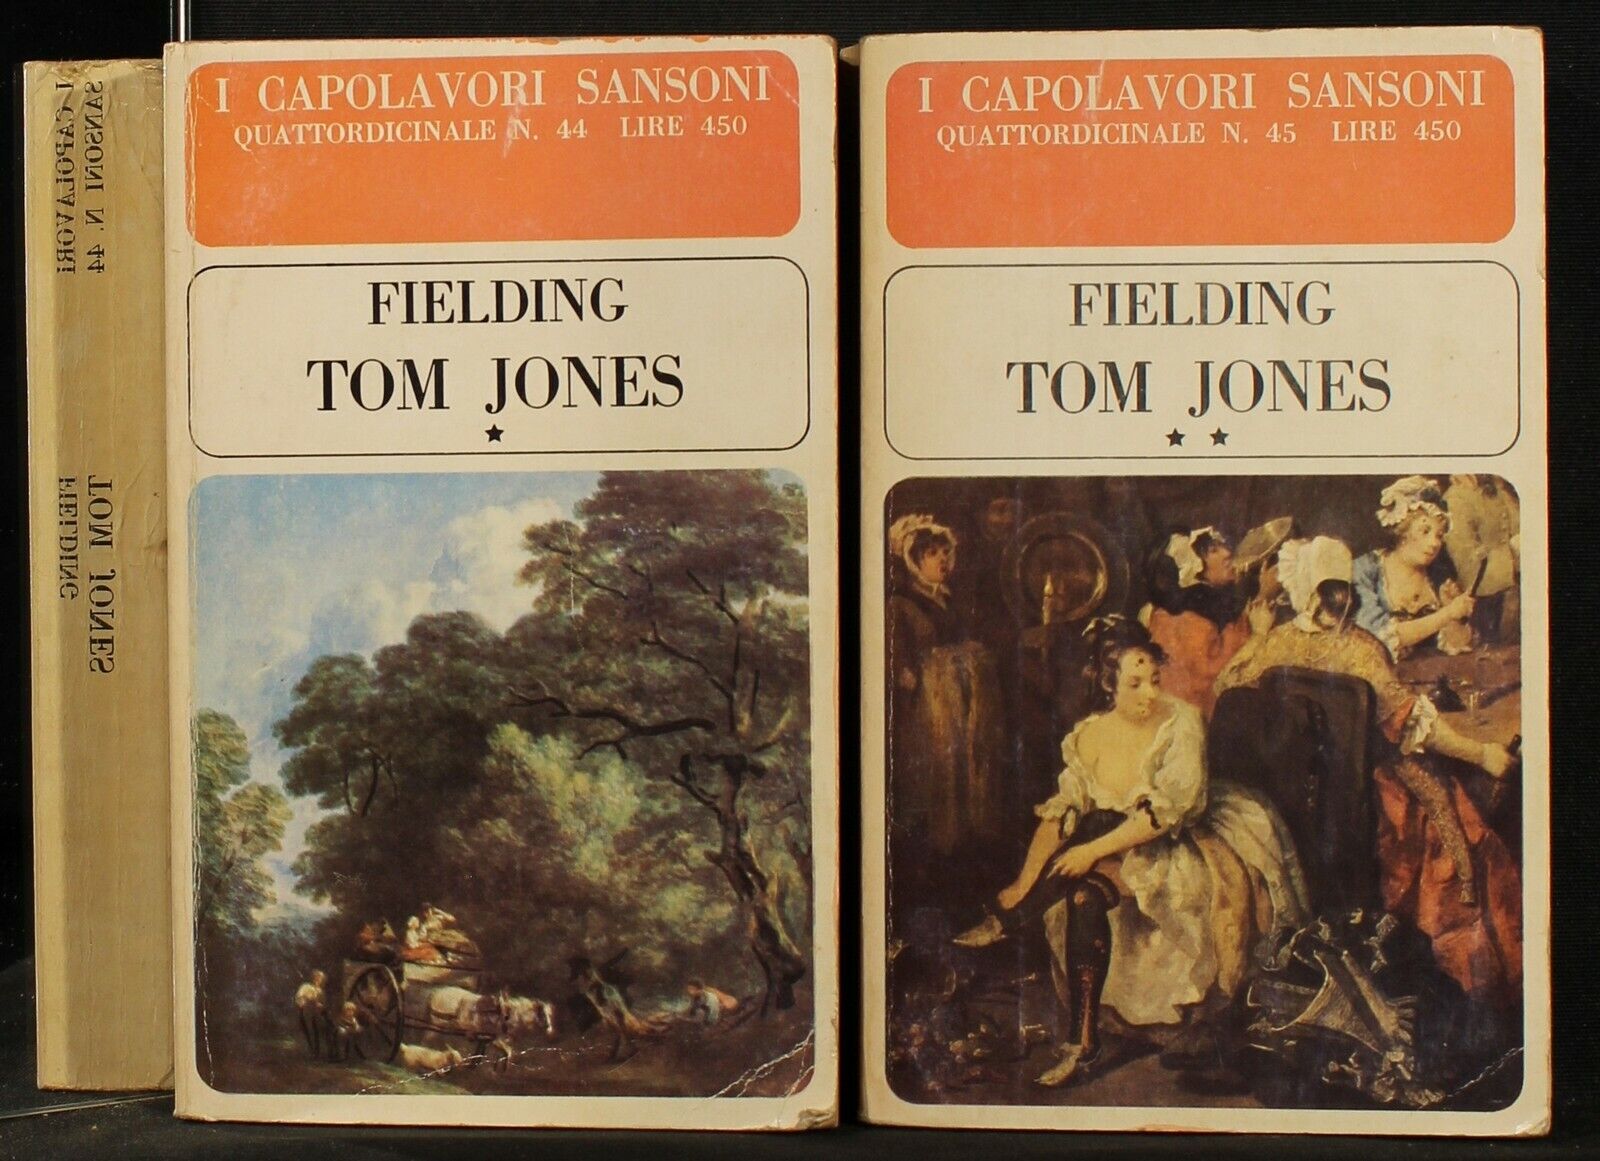 SANSONI N. 44
I CAPOLAVORI
TOM JONES
FIELDING
I CAPOLAVORI SANSONI
QUATTORDICINALE N. 44 LIRE 450
FIELDING
TOM JONES
★
I CAPOLAVORI SANSONI
QUATTORDICINALE N. 45 LIRE 450
FIELDING
TOM JONES
★ ★